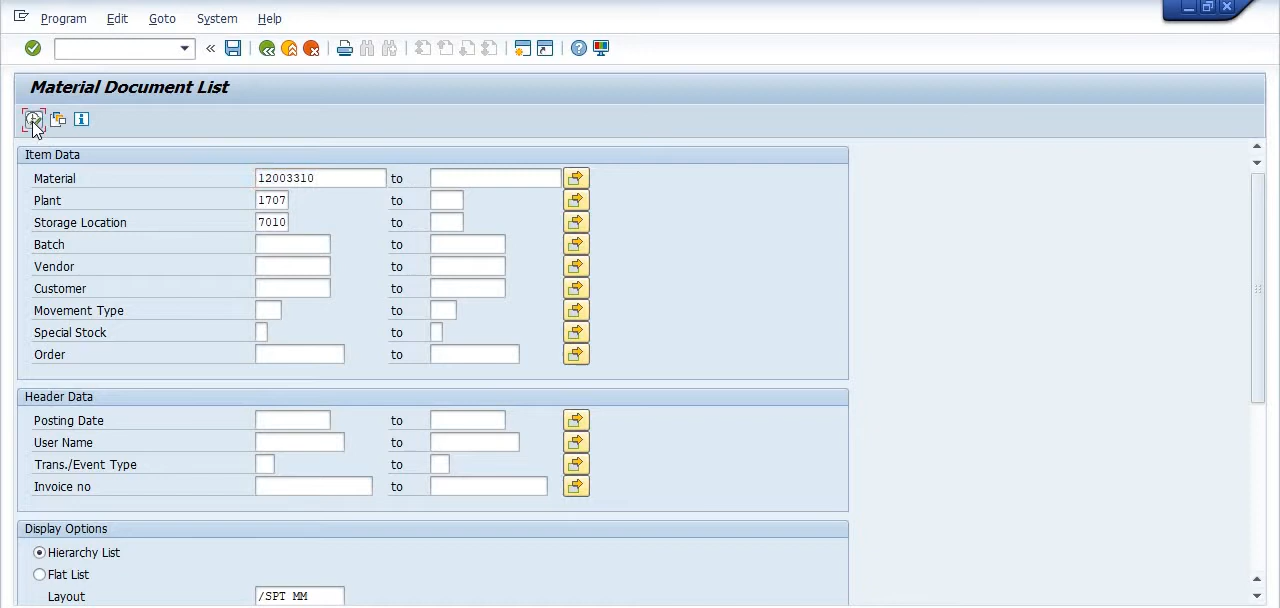 Program Edit Goto System Help
Material Document List
Item Data
Material 12003310 to
Plant 1707 to
Storage Location 7010 to
Batch to
Vendor to
Customer to
Movement Type to
Special Stock to
Order to
Header Data
Posting Date to
User Name to
Trans./Event Type to
Invoice no to
Display Options
Hierarchy List
Flat List
Layout /SPT MM